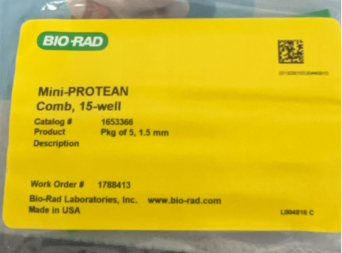 BIO-RAD
Mini-PROTEAN
Comb, 15-well
Catalog # 1653366
Product Pkg of 5, 1.5 mm
Description
Work Order # 1788413
Bio-Rad Laboratories, Inc. www.bio-rad.com
Made in USA
L004816 C